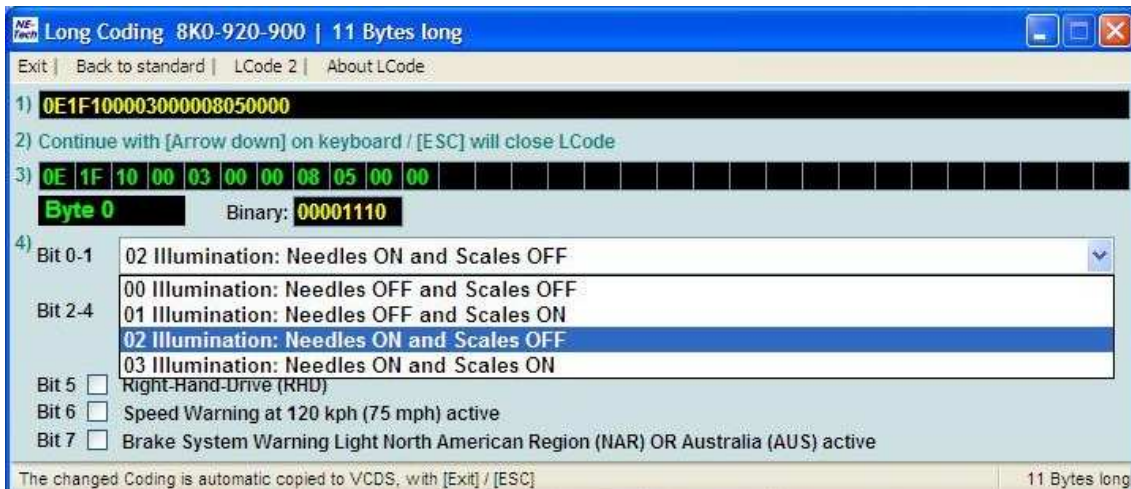 NE-Tech Long Coding 8K0-920-900 | 11 Bytes long
Exit | Back to standard | LCode 2 | About LCode
1) 0E1F100003000008050000
2) Continue with [Arrow down] on keyboard / [ESC] will close LCode
3) 0E 1F 10 00 03 00 00 08 05 00 00
Byte 0 Binary: 00001110
4) Bit 0-1 02 Illumination: Needles ON and Scales OFF
00 Illumination: Needles OFF and Scales OFF
Bit 2-4 01 Illumination: Needles OFF and Scales ON
02 Illumination: Needles ON and Scales OFF
03 Illumination: Needles ON and Scales ON
Bit 5 Right-Hand-Drive (RHD)
Bit 6 Speed Warning at 120 kph (75 mph) active
Bit 7 Brake System Warning Light North American Region (NAR) OR Australia (AUS) active
The changed Coding is automatic copied to VCDS, with [Exit] / [ESC] 11 Bytes long